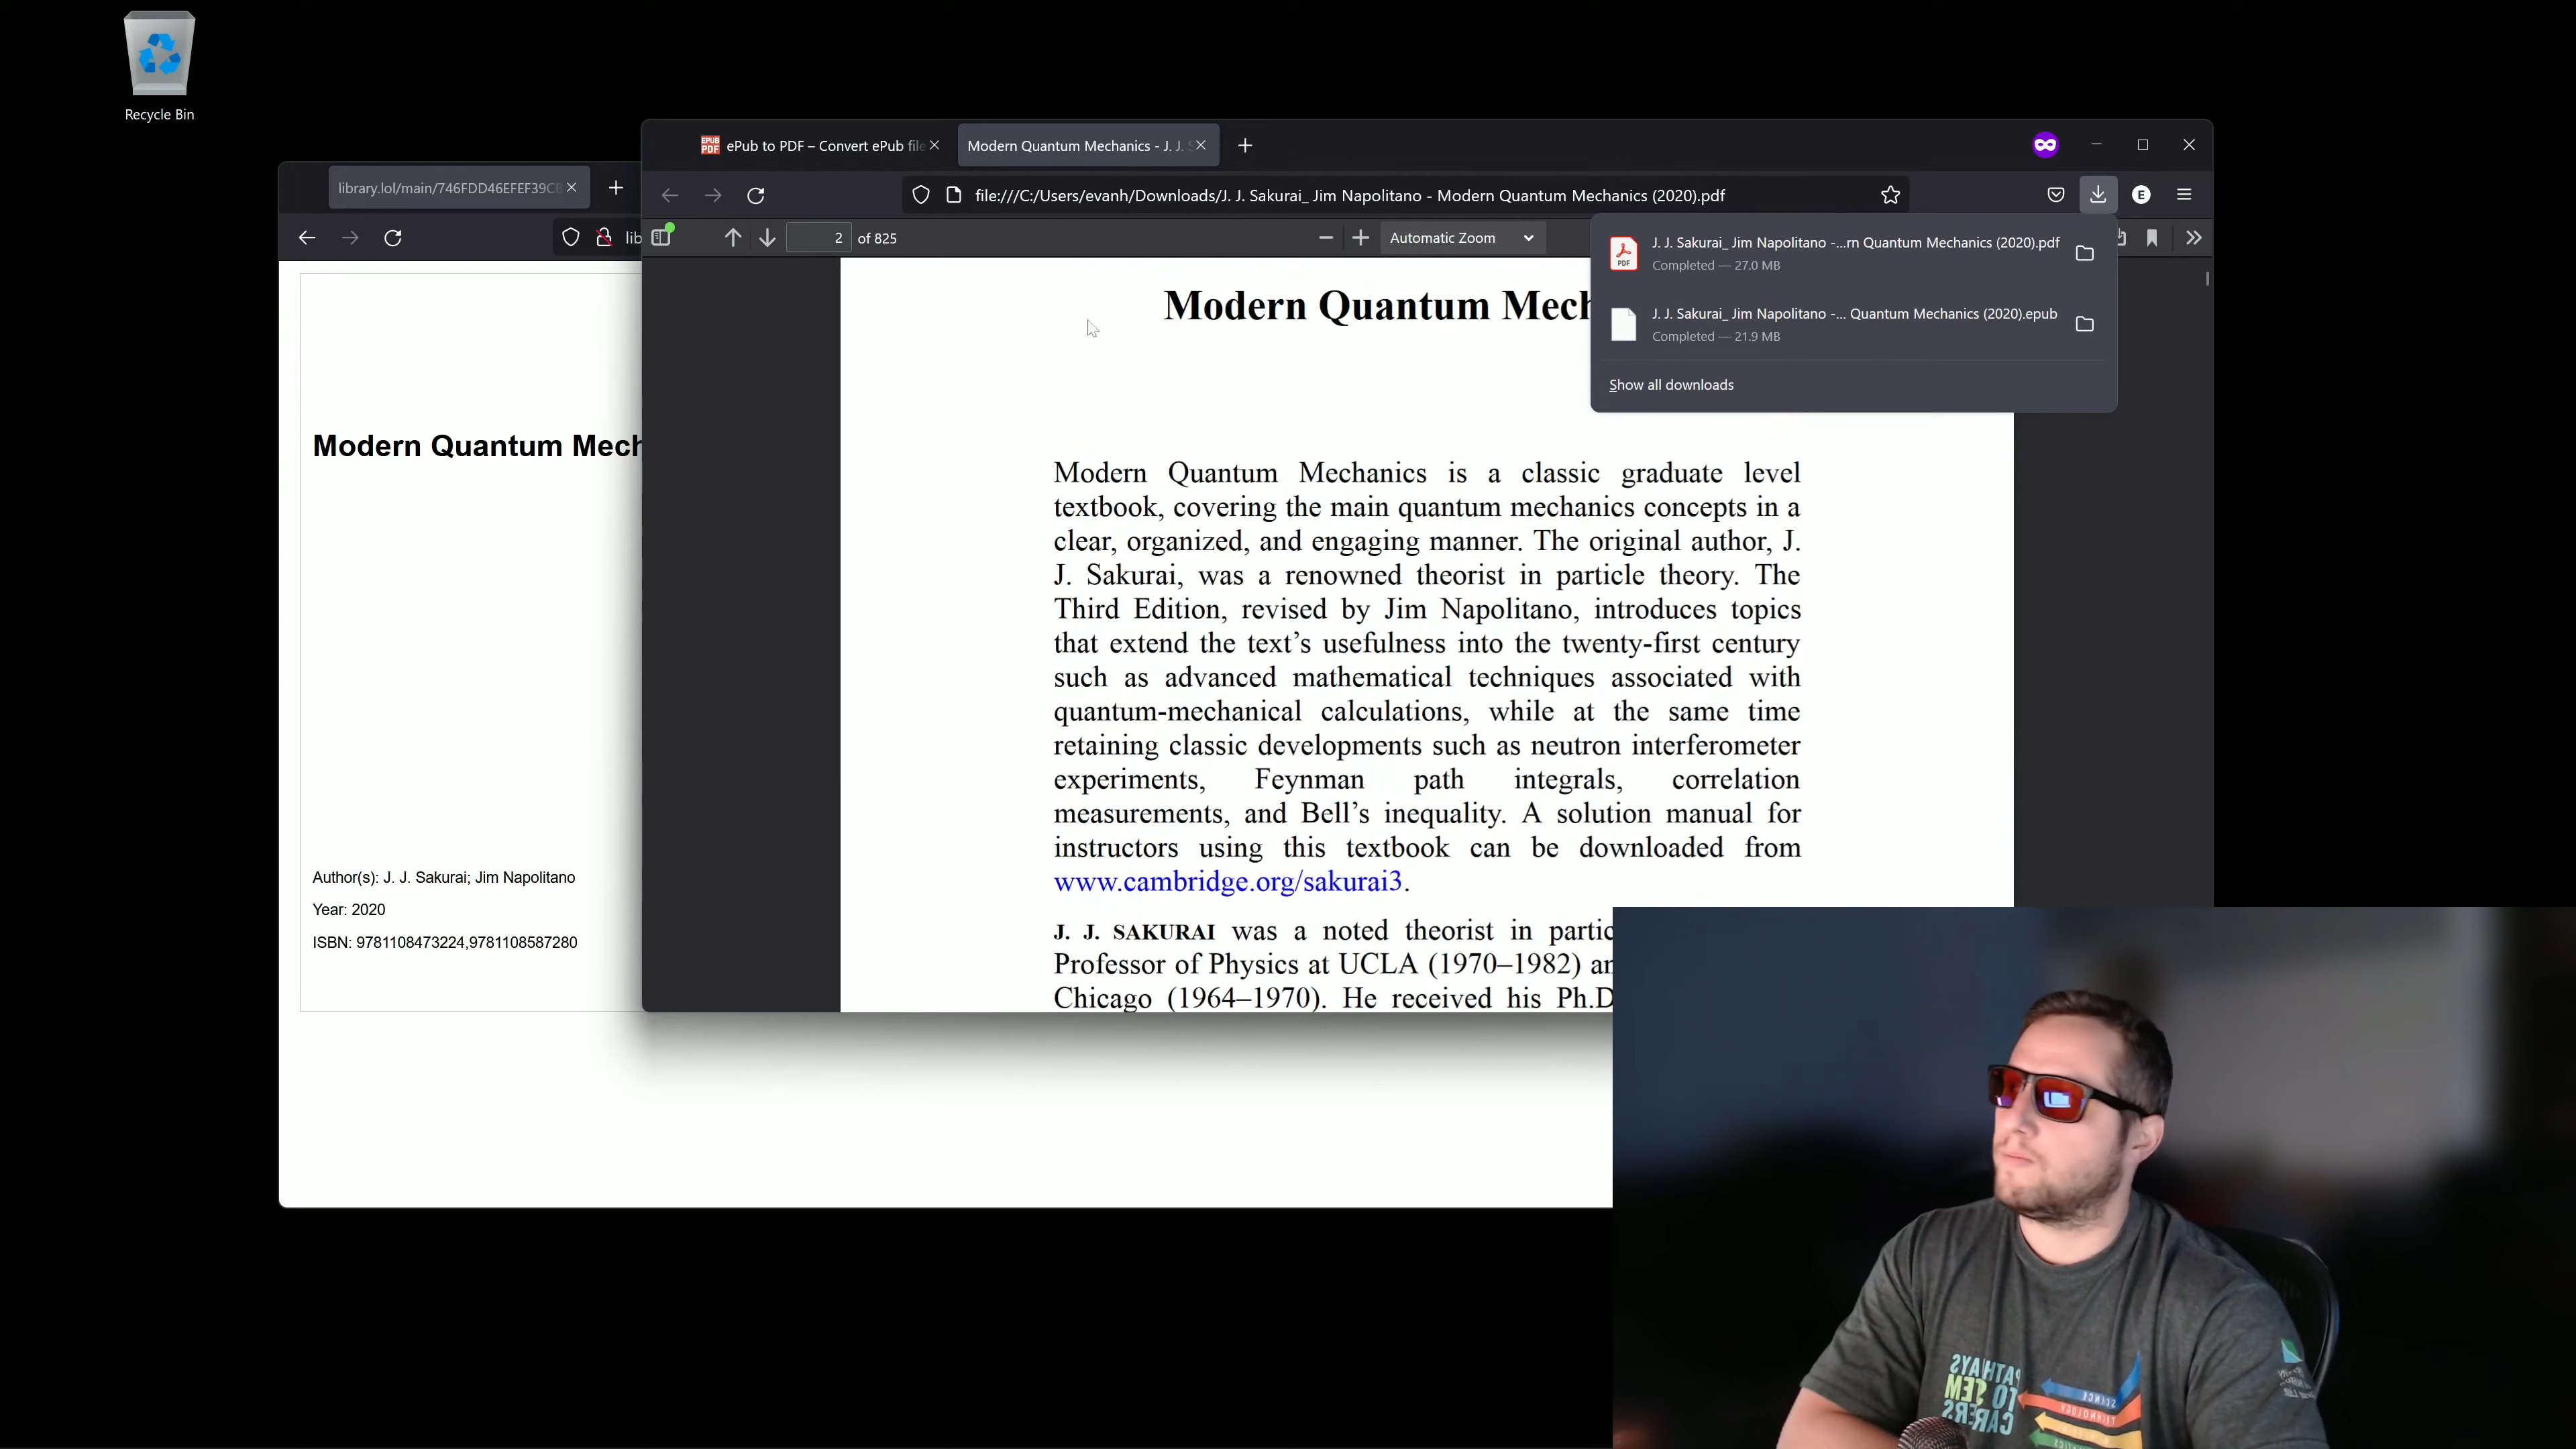 Recycle Bin
ePub to PDF – Convert ePub file
Modern Quantum Mechanics - J. J. S
library.lol/main/746FDD46EFEF39CB
file:///C:/Users/evanh/Downloads/J. J. Sakurai_ Jim Napolitano - Modern Quantum Mechanics (2020).pdf
E
lib
2 of 825
Automatic Zoom
PDF
J. J. Sakurai_ Jim Napolitano -...rn Quantum Mechanics (2020).pdf
Completed — 27.0 MB
J. J. Sakurai_ Jim Napolitano -... Quantum Mechanics (2020).epub
Completed — 21.9 MB
Show all downloads
Modern Quantum Mech
Author(s): J. J. Sakurai; Jim Napolitano
Year: 2020
ISBN: 9781108473224,9781108587280
Modern Quantum Mech
Modern Quantum Mechanics is a classic graduate level
textbook, covering the main quantum mechanics concepts in a
clear, organized, and engaging manner. The original author, J.
J. Sakurai, was a renowned theorist in particle theory. The
Third Edition, revised by Jim Napolitano, introduces topics
that extend the text’s usefulness into the twenty-first century
such as advanced mathematical techniques associated with
quantum-mechanical calculations, while at the same time
retaining classic developments such as neutron interferometer
experiments, Feynman path integrals, correlation
measurements, and Bell’s inequality. A solution manual for
instructors using this textbook can be downloaded from
www.cambridge.org/sakurai3.
J. J. SAKURAI was a noted theorist in partic
Professor of Physics at UCLA (1970–1982) an
Chicago (1964–1970). He received his Ph.D
PATHWAYS
TO SEM
CARERS
SCIENCE